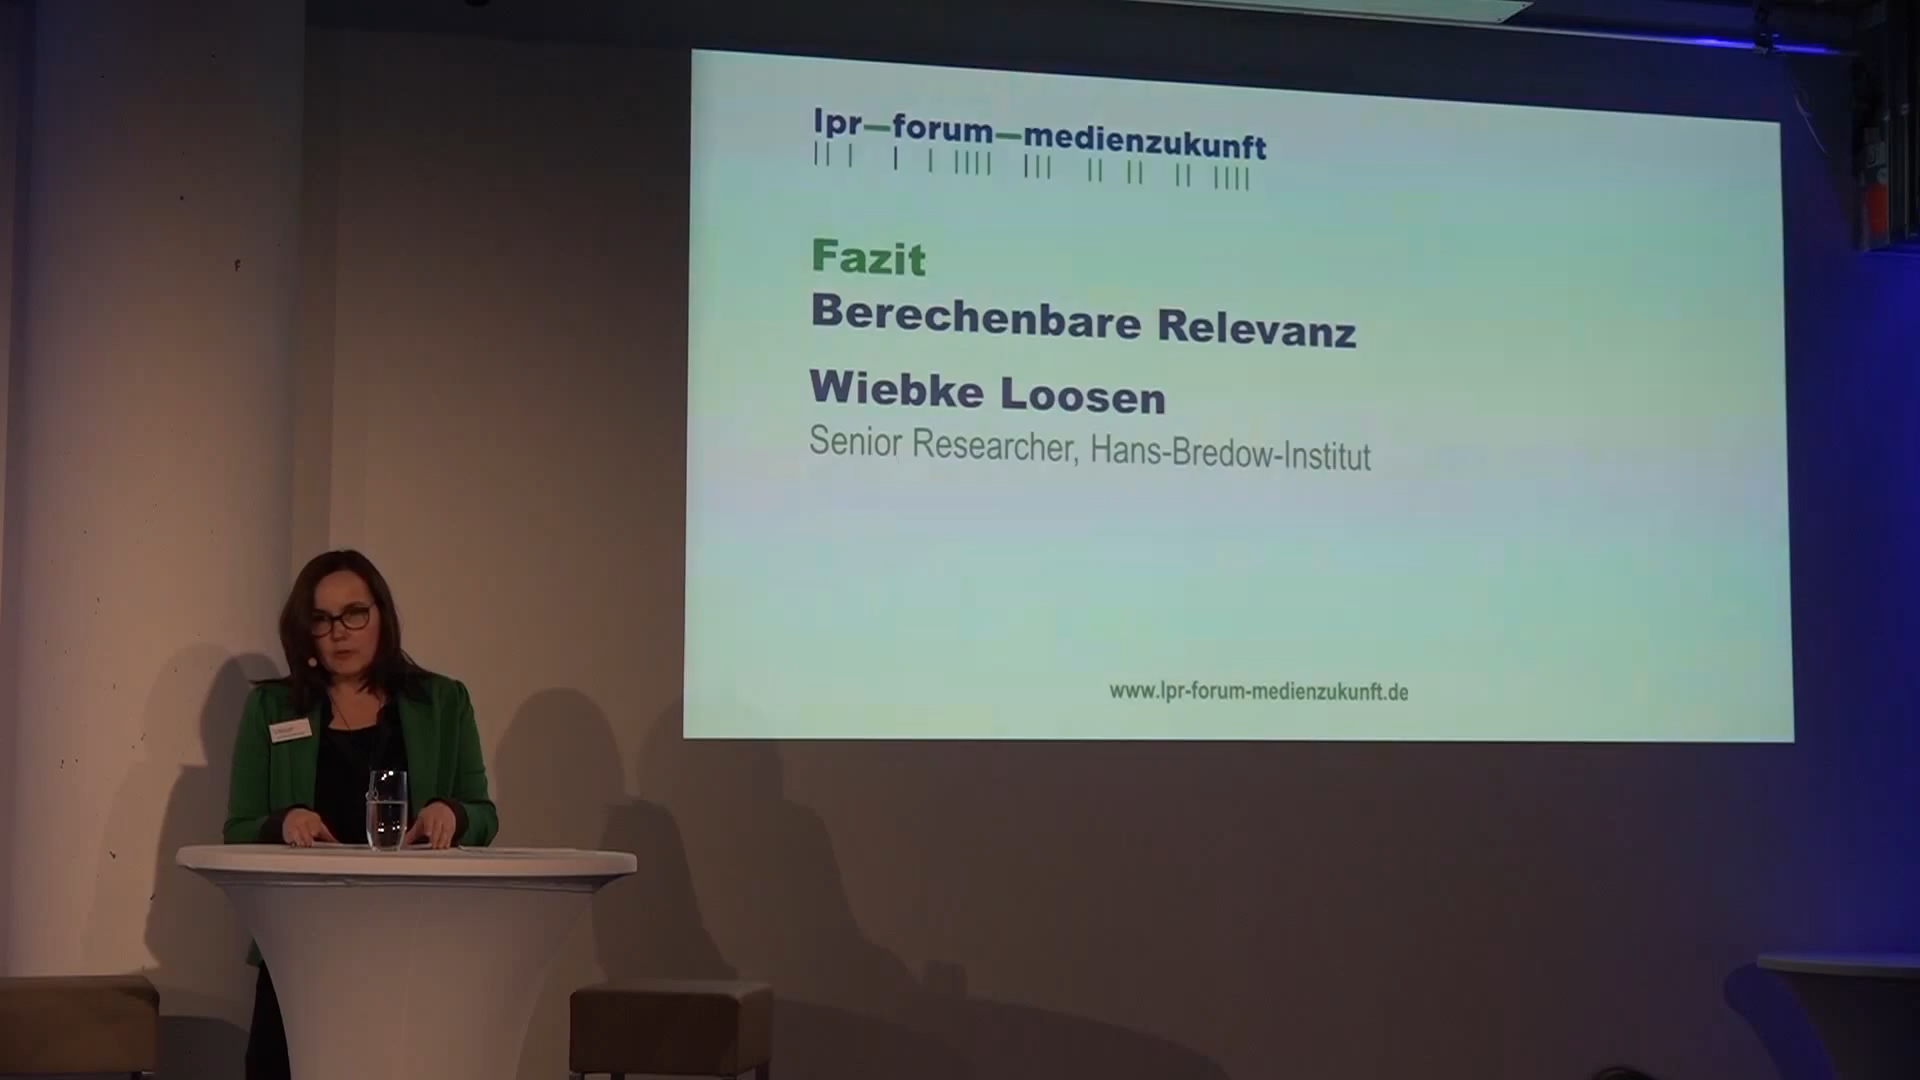 lpr—forum—medienzukunft
Fazit
Berechenbare Relevanz
Wiebke Loosen
Senior Researcher, Hans-Bredow-Institut
www.lpr-forum-medienzukunft.de